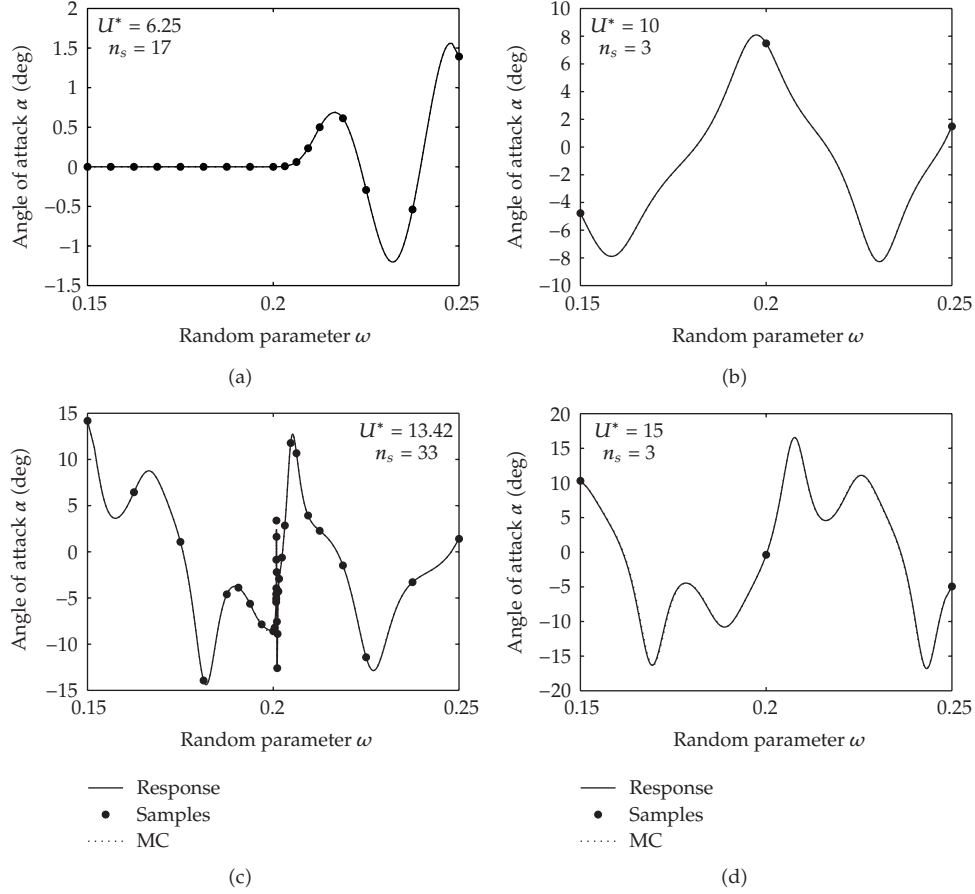 U* = 6.25
n_s = 17
Angle of attack α (deg)
2
1.5
1
0.5
0
−0.5
−1
−1.5
0.15
0.2
0.25
Random parameter ω
(a)
U* = 10
n_s = 3
Angle of attack α (deg)
10
8
6
4
2
0
−2
−4
−6
−8
−10
0.15
0.2
0.25
Random parameter ω
(b)
U* = 13.42
n_s = 33
Angle of attack α (deg)
15
10
5
0
−5
−10
−15
0.15
0.2
0.25
Random parameter ω
Response
Samples
MC
(c)
U* = 15
n_s = 3
Angle of attack α (deg)
20
15
10
5
0
−5
−10
−15
−20
0.15
0.2
0.25
Random parameter ω
Response
Samples
MC
(d)